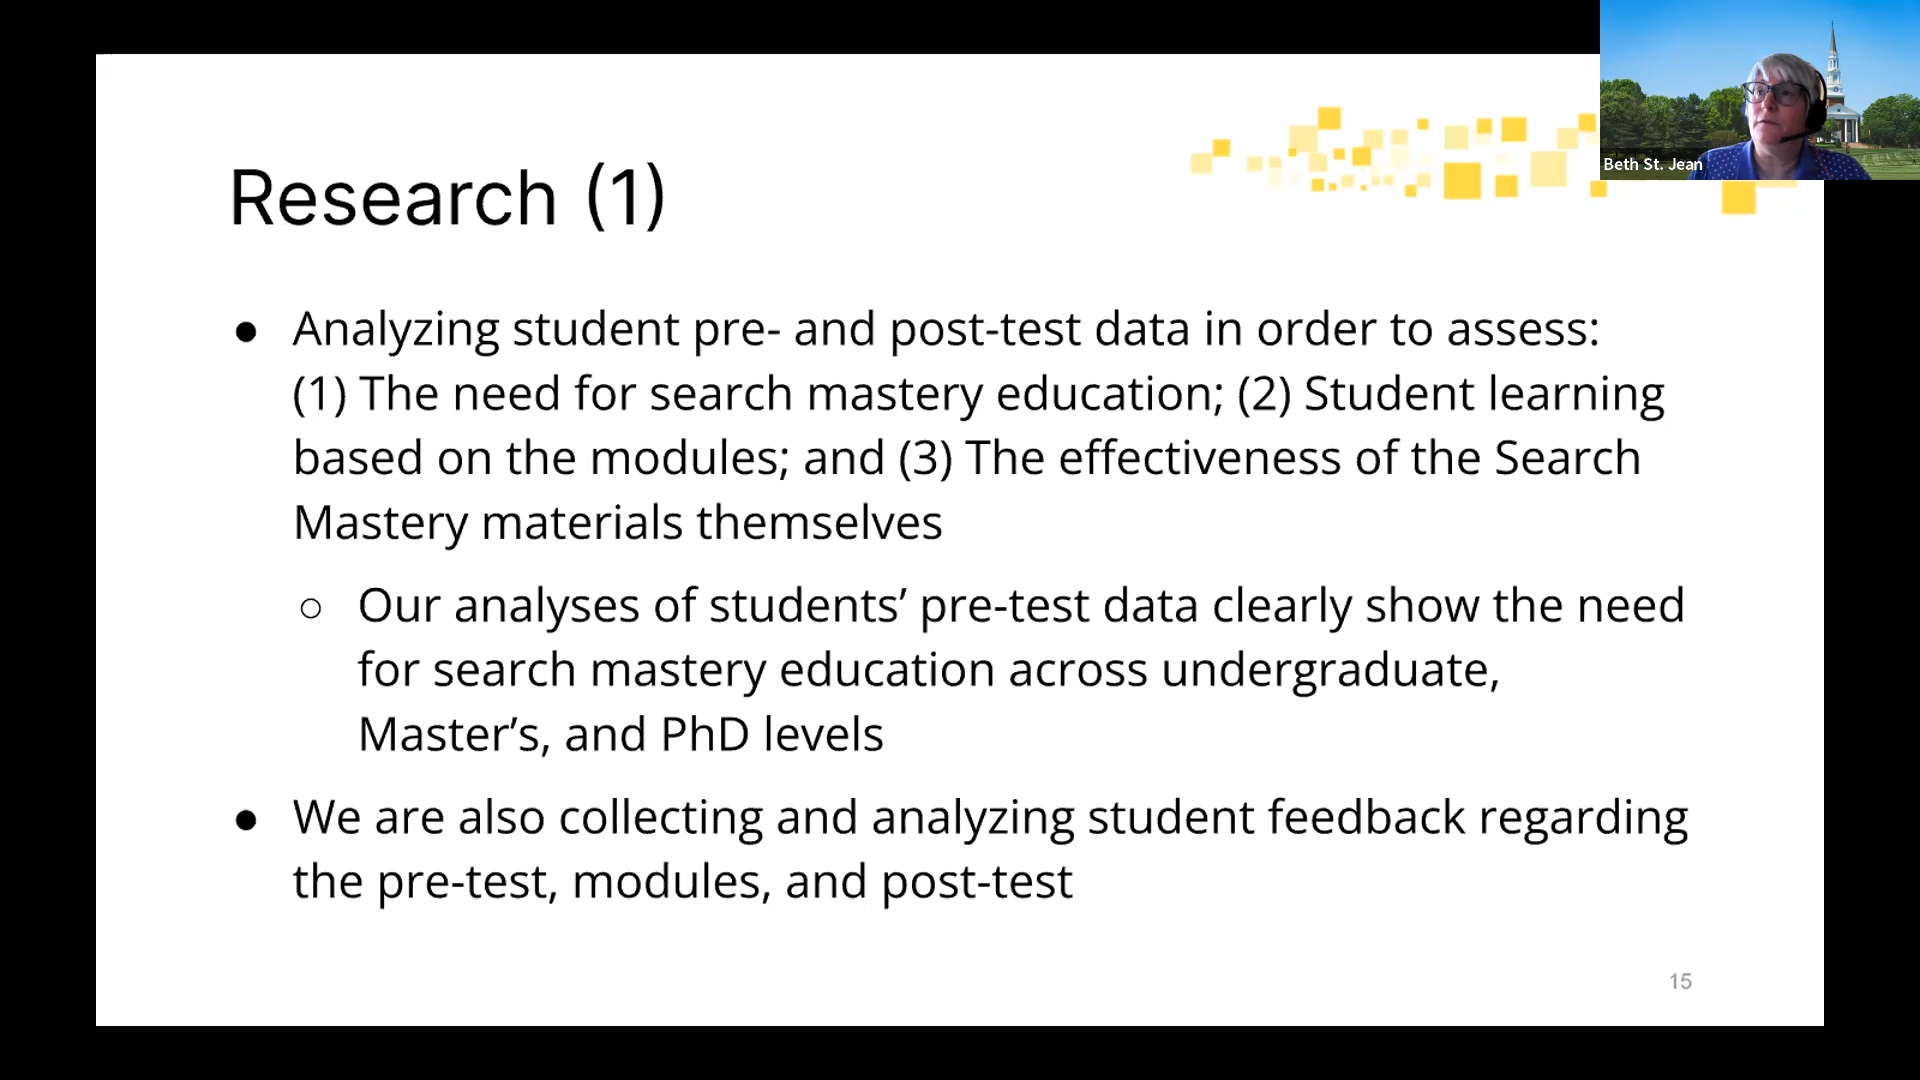 Beth St. Jean
Research (1)
● Analyzing student pre- and post-test data in order to assess:
(1) The need for search mastery education; (2) Student learning
based on the modules; and (3) The effectiveness of the Search
Mastery materials themselves
○ Our analyses of students’ pre-test data clearly show the need
for search mastery education across undergraduate,
Master’s, and PhD levels
● We are also collecting and analyzing student feedback regarding
the pre-test, modules, and post-test
15